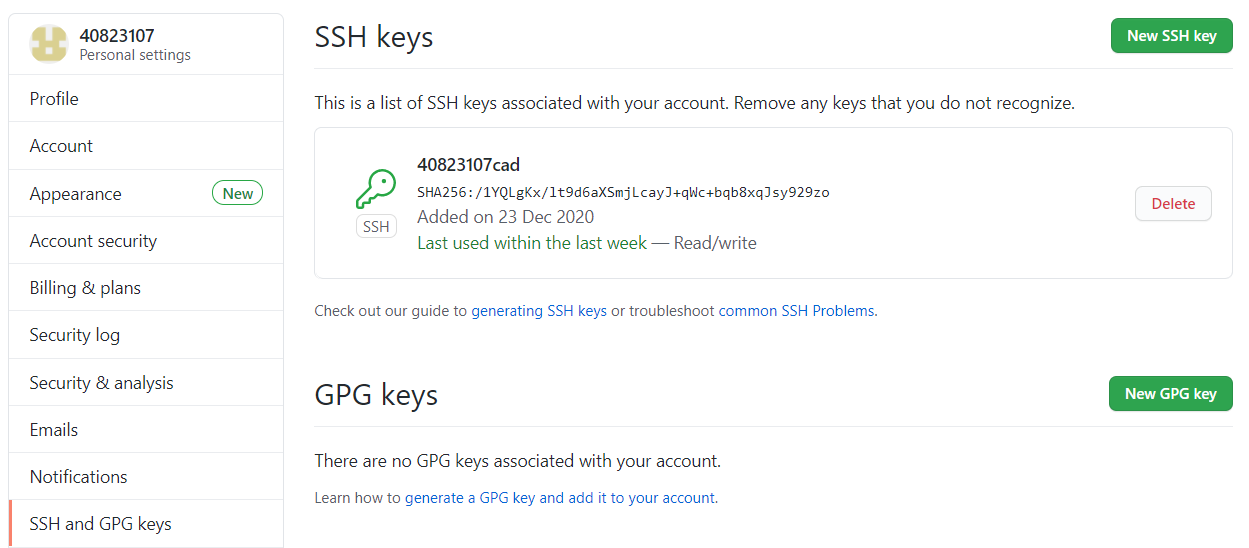 40823107
Personal settings
Profile
Account
Appearance
New
Account security
Billing & plans
Security log
Security & analysis
Emails
Notifications
SSH and GPG keys
SSH keys
New SSH key
This is a list of SSH keys associated with your account. Remove any keys that you do not recognize.
SSH
40823107cad
SHA256:/1YQLgKx/lt9d6aXSmjLcayJ+qWc+bqb8xqJsy929zo
Added on 23 Dec 2020
Last used within the last week — Read/write
Delete
Check out our guide to generating SSH keys or troubleshoot common SSH Problems.
GPG keys
New GPG key
There are no GPG keys associated with your account.
Learn how to generate a GPG key and add it to your account.